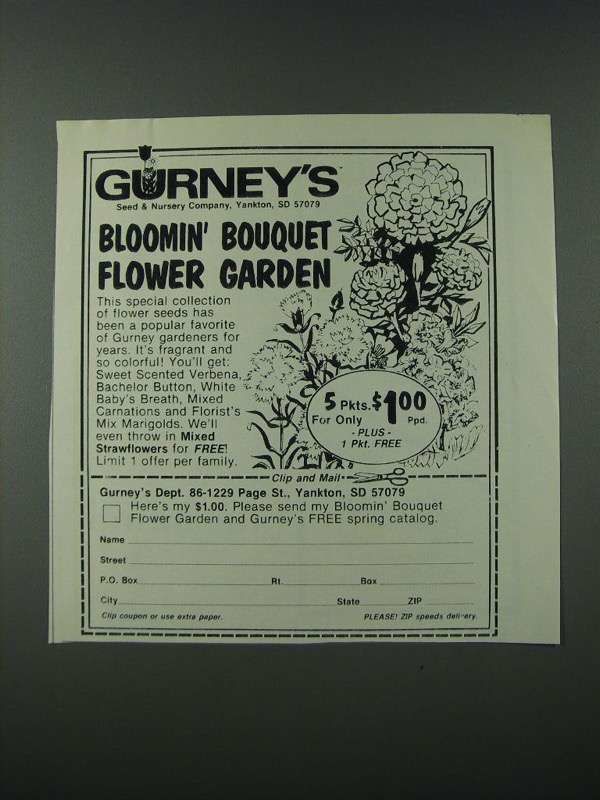 GURNEY'S
Seed & Nursery Company, Yankton, SD 57079
BLOOMIN' BOUQUET
FLOWER GARDEN
This special collection
of flower seeds has
been a popular favorite
of Gurney gardeners for
years. It's fragrant and
so colorful! You'll get:
Sweet Scented Verbena,
Bachelor Button, White
Baby's Breath, Mixed
Carnations and Florist's
Mix Marigolds. We'll
even throw in Mixed
Strawflowers for FREE!
Limit 1 offer per family.
5 Pkts. $1.00
For Only Ppd.
- PLUS -
1 Pkt. FREE
Clip and Mail
Gurney's Dept. 86-1229 Page St., Yankton, SD 57079
Here's my $1.00. Please send my Bloomin' Bouquet
Flower Garden and Gurney's FREE spring catalog.
Name
Street
P.O. Box Rt. Box
City State ZIP
Clip coupon or use extra paper. PLEASE! ZIP speeds delivery.